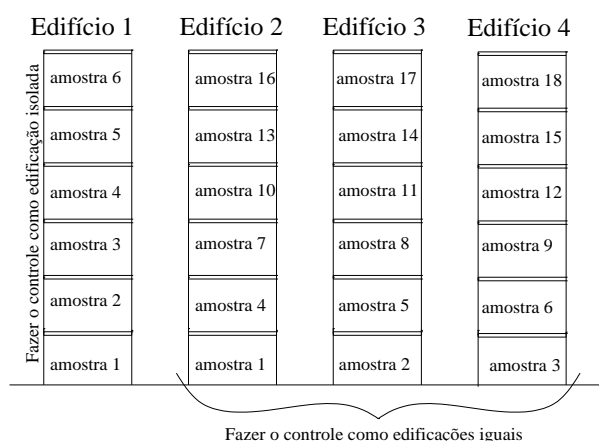 Edifício 1 Edifício 2 Edifício 3 Edifício 4
Fazer o controle como edificação isolada
amostra 6 amostra 16 amostra 17 amostra 18
amostra 5 amostra 13 amostra 14 amostra 15
amostra 4 amostra 10 amostra 11 amostra 12
amostra 3 amostra 7 amostra 8 amostra 9
amostra 2 amostra 4 amostra 5 amostra 6
amostra 1 amostra 1 amostra 2 amostra 3
Fazer o controle como edificações iguais